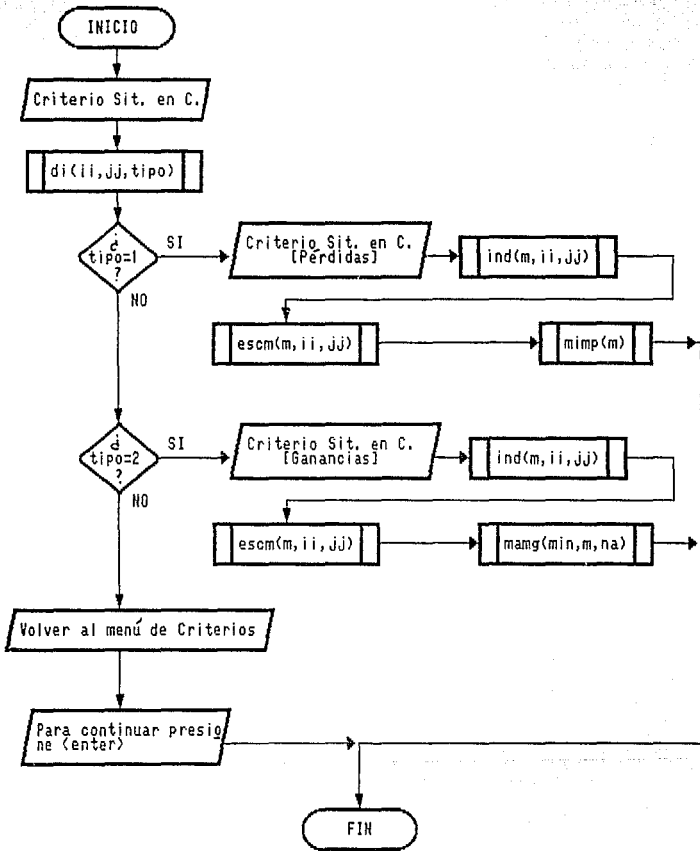 INICIO
Criterio Sit. en C.
di(ii,jj,tipo)
¿
tipo=1
?
SI
NO
Criterio Sit. en C.
[Pérdidas]
ind(m,ii,jj)
escm(m,ii,jj)
mimp(m)
¿
tipo=2
?
SI
NO
Criterio Sit. en C.
[Ganancias]
ind(m,ii,jj)
escm(m,ii,jj)
mamg(min,m,na)
Volver al menú de Criterios
Para continuar presio
ne (enter)
FIN